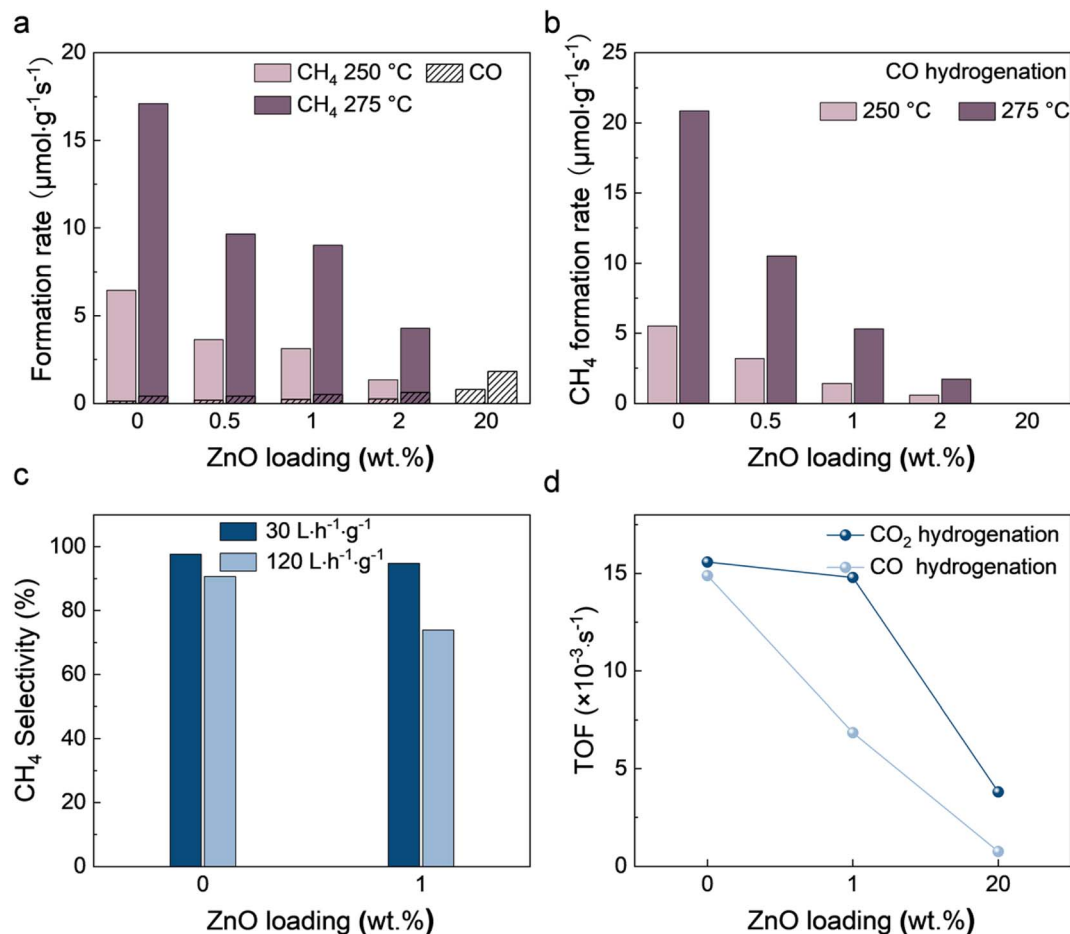 a
Formation rate (μmol·g⁻¹s⁻¹)
20
15
10
5
0
CH₄ 250 °C
CO
CH₄ 275 °C
0
0.5
1
2
20
ZnO loading (wt.%)
b
CH₄ formation rate (μmol·g⁻¹s⁻¹)
25
20
15
10
5
0
CO hydrogenation
250 °C
275 °C
0
0.5
1
2
20
ZnO loading (wt.%)
c
CH₄ Selectivity (%)
100
80
60
40
20
0
30 L·h⁻¹·g⁻¹
120 L·h⁻¹·g⁻¹
0
1
ZnO loading (wt.%)
d
TOF (×10⁻³·s⁻¹)
15
10
5
0
CO₂ hydrogenation
CO hydrogenation
0
1
20
ZnO loading (wt.%)